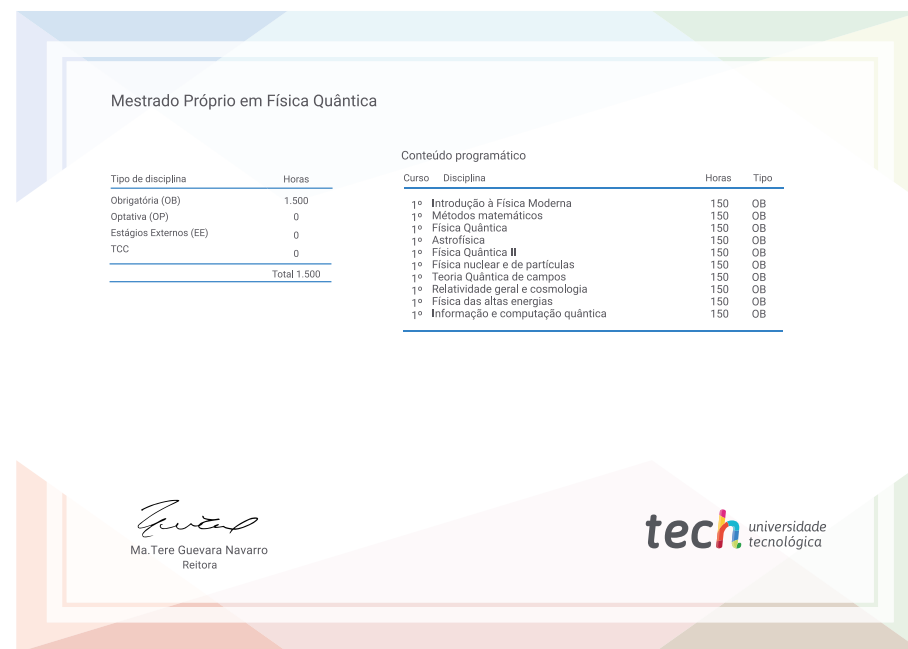 Mestrado Próprio em Física Quântica
Tipo de disciplina Horas
Obrigatória (OB) 1.500
Optativa (OP) 0
Estágios Externos (EE) 0
TCC 0
Total 1.500
Conteúdo programático
Curso Disciplina Horas Tipo
1º Introdução à Física Moderna 150 OB
1º Métodos matemáticos 150 OB
1º Física Quântica 150 OB
1º Astrofísica 150 OB
1º Física Quântica II 150 OB
1º Física nuclear e de partículas 150 OB
1º Teoria Quântica de campos 150 OB
1º Relatividade geral e cosmologia 150 OB
1º Física das altas energias 150 OB
1º Informação e computação quântica 150 OB
Ma.Tere Guevara Navarro
Reitora
tech universidade
tecnológica